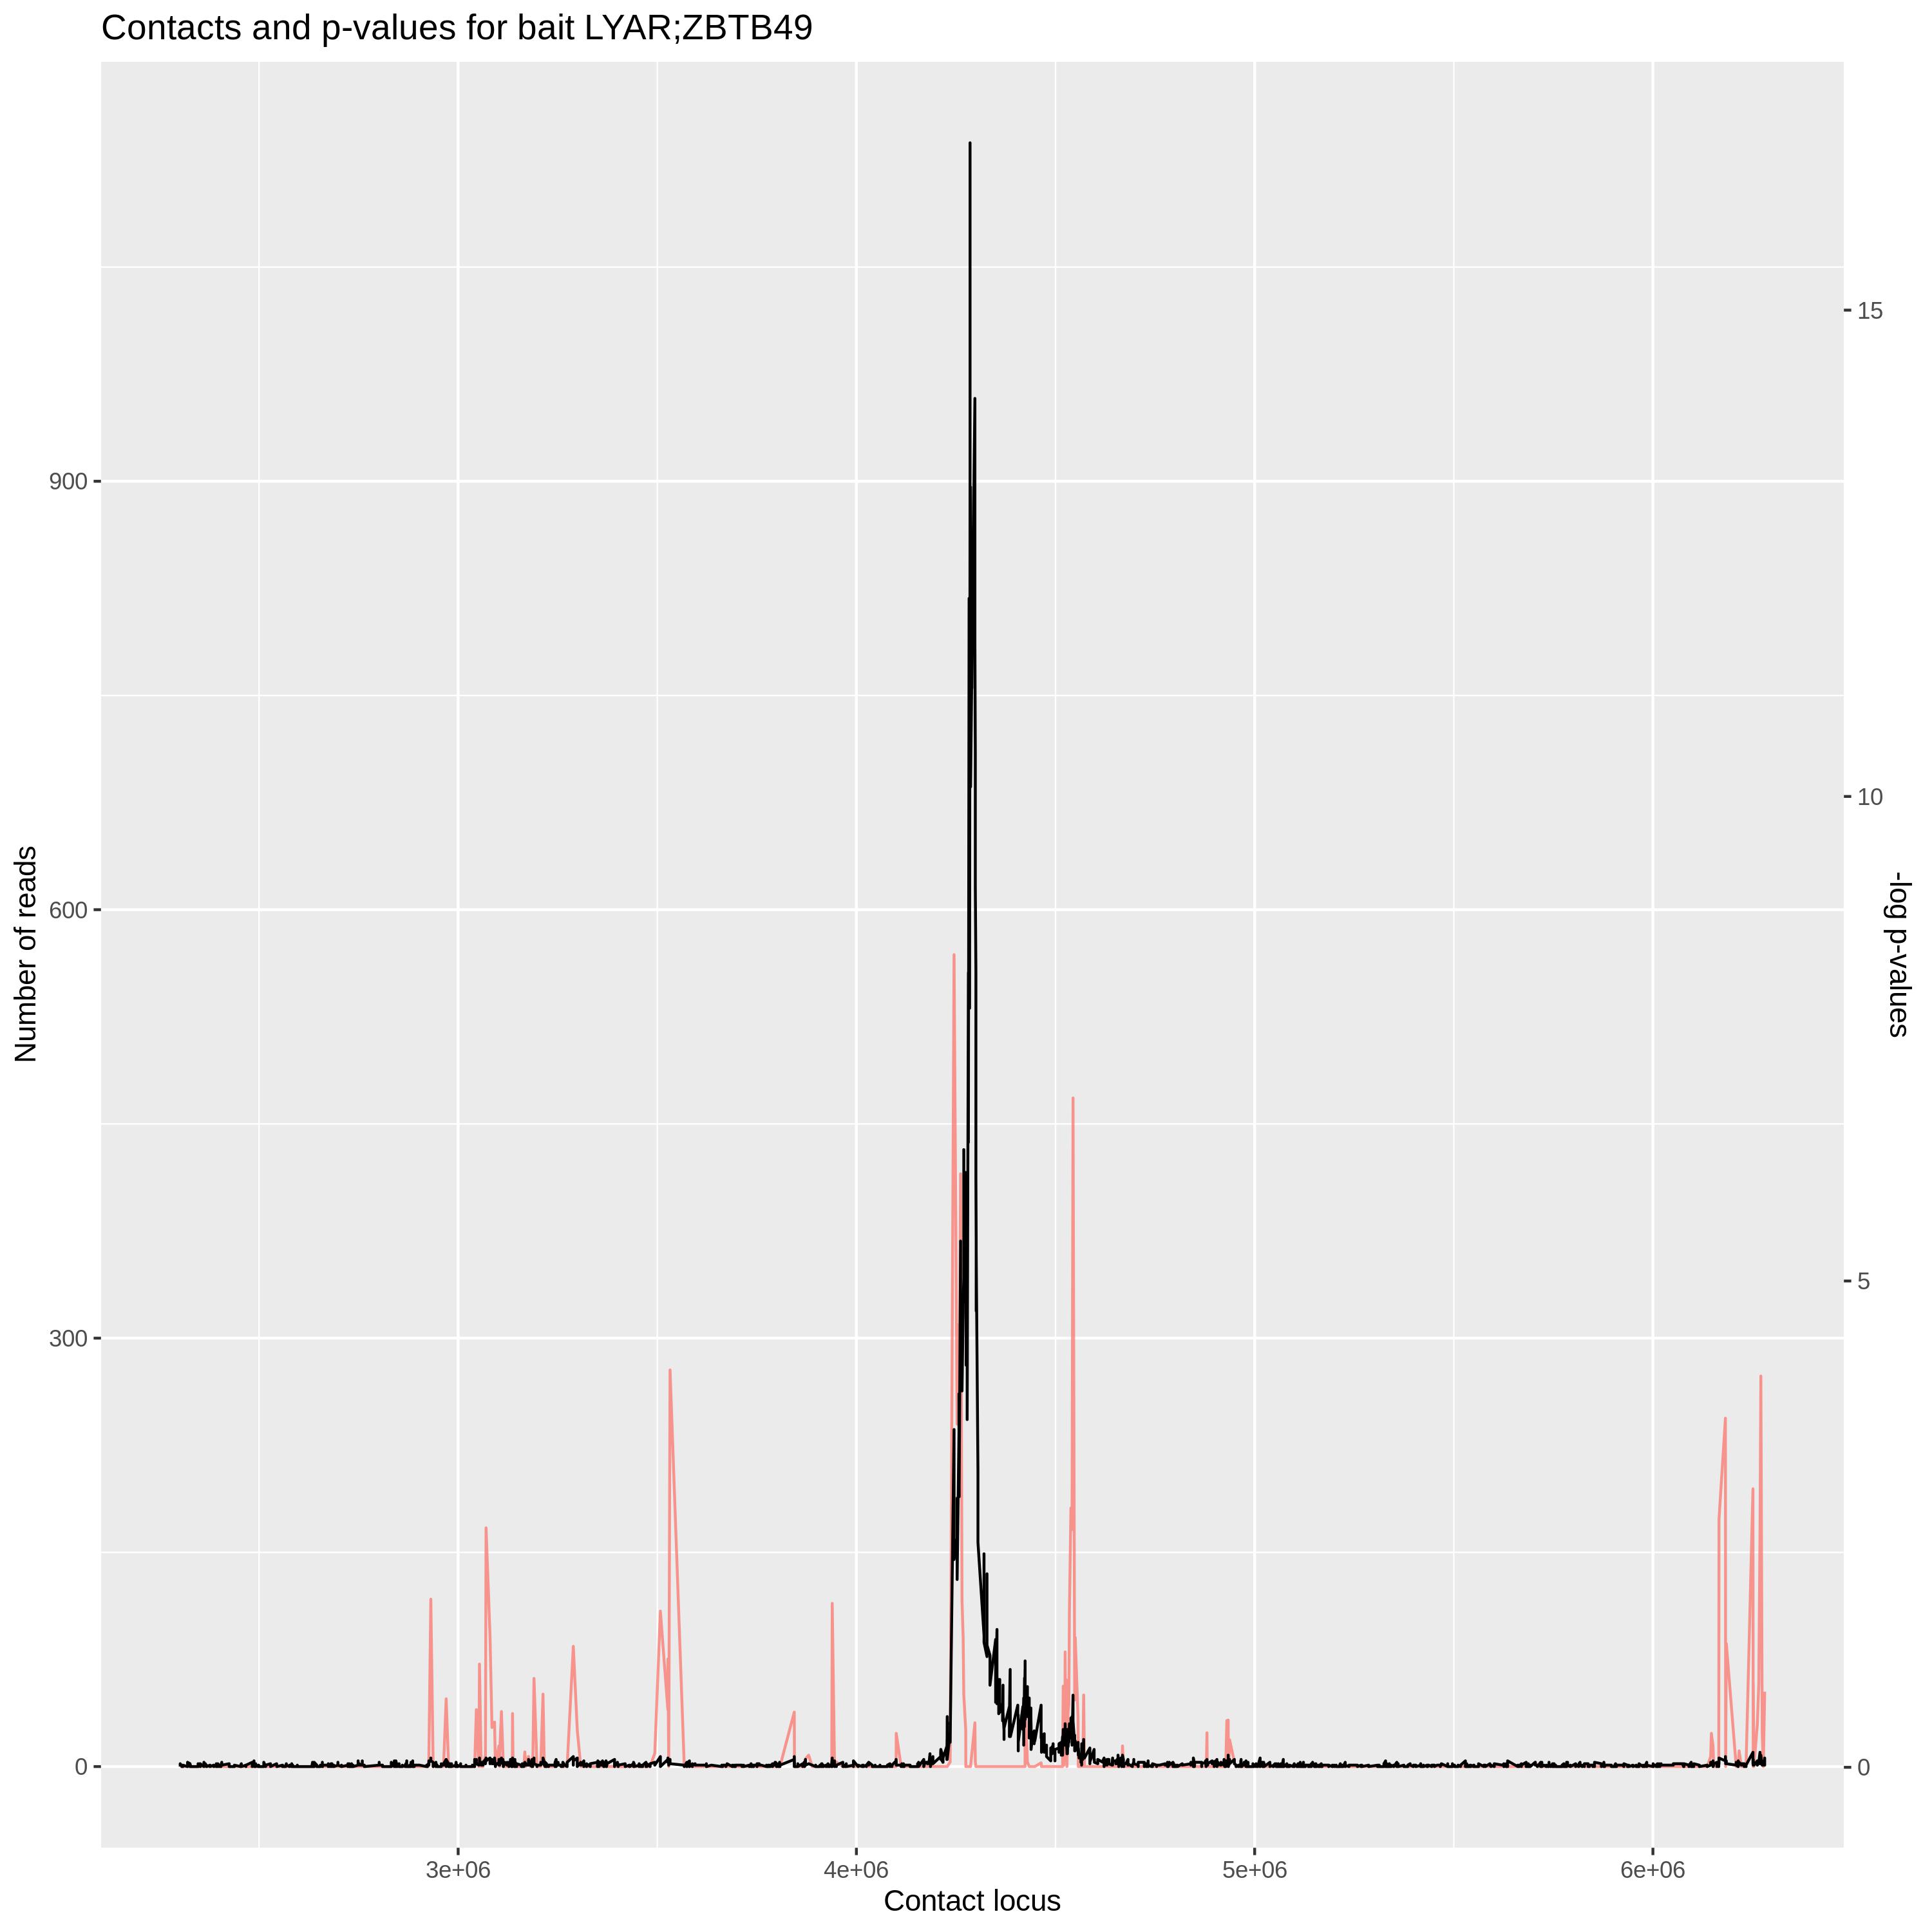 Contacts and p-values for bait LYAR;ZBTB49
900
600
300
0
Number of reads
15
10
5
0
-log p-values
3e+06 4e+06 5e+06 6e+06
Contact locus